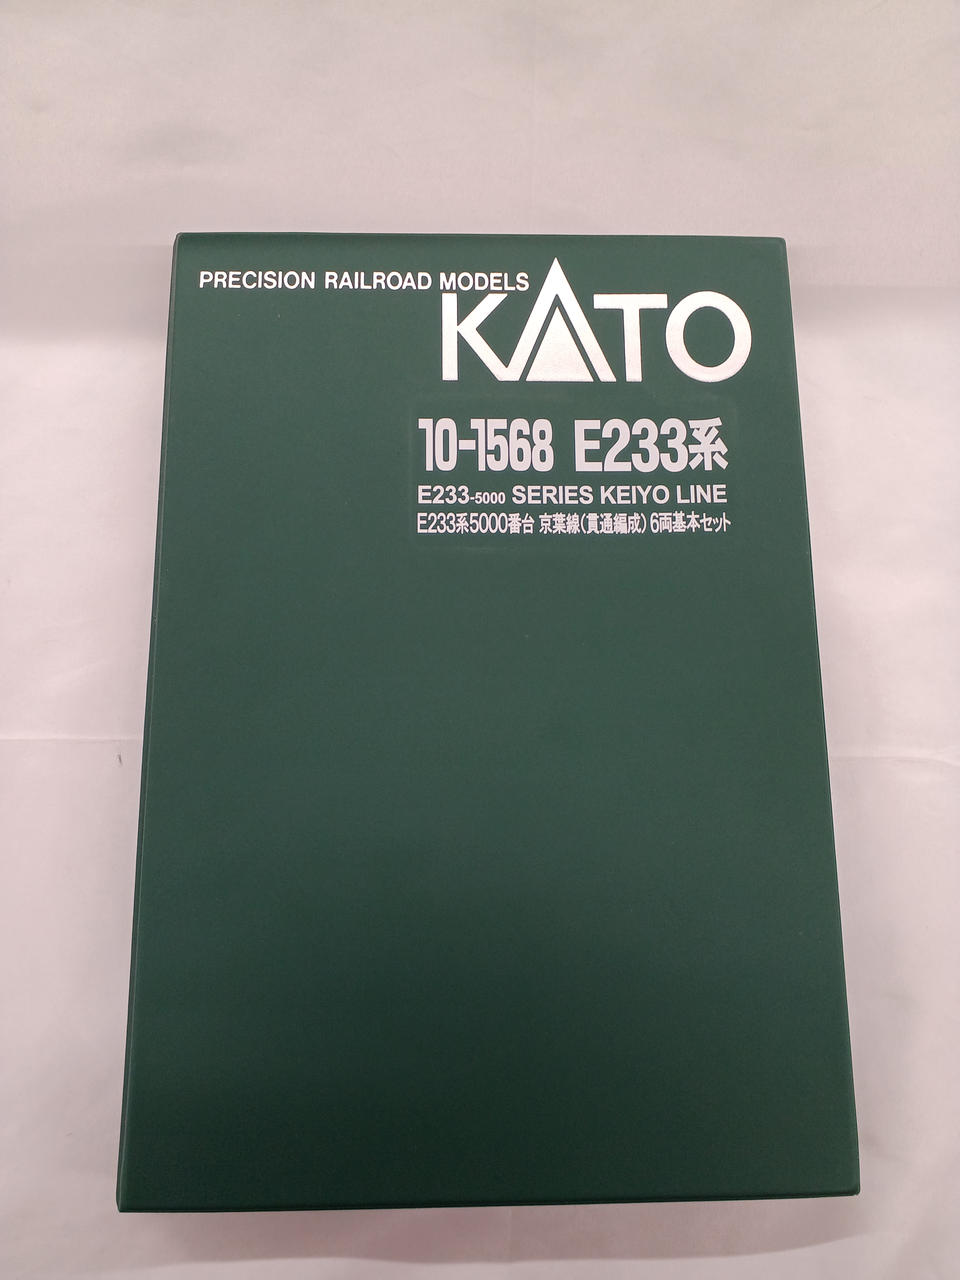 PRECISION RAILROAD MODELS
KATO
10-1568 E233系
E233-5000 SERIES KEIYO LINE
E233系5000番台 京葉線(貫通編成) 6両基本セット